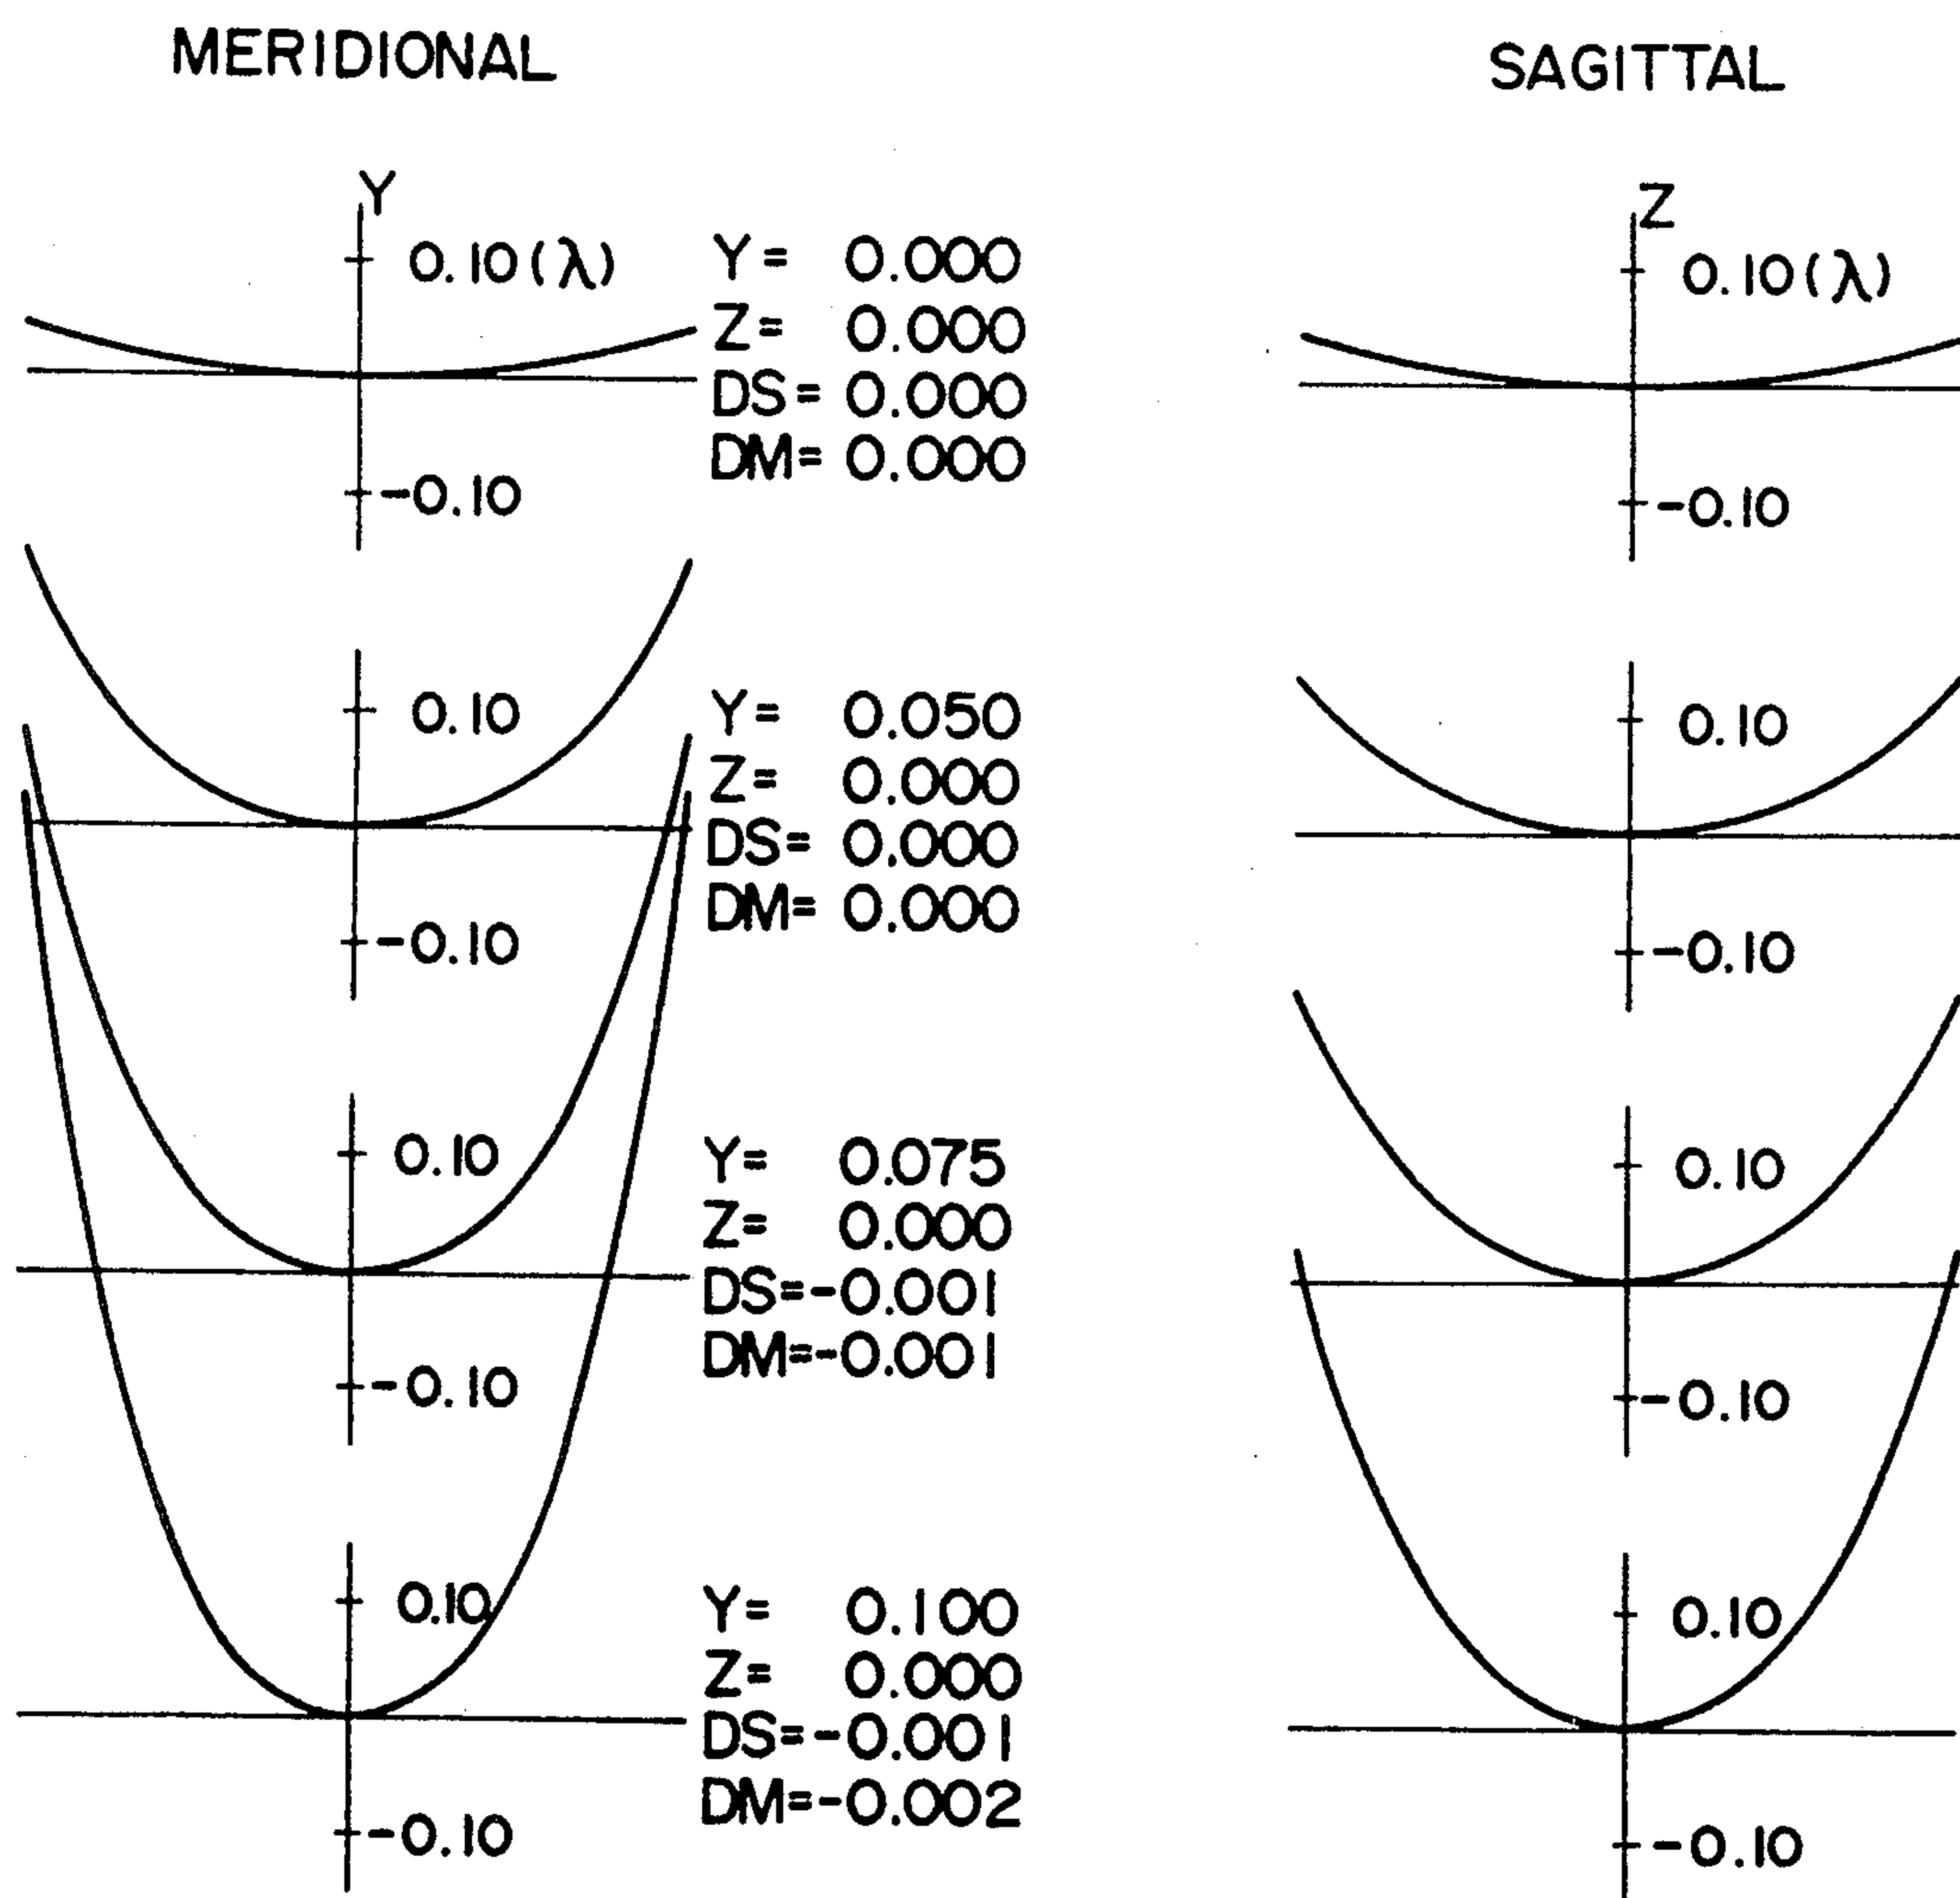 MERIDIONAL
SAGITTAL
Y
0.10(λ)
Y= 0.000
Z= 0.000
DS= 0.000
DM= 0.000
-0.10
Z
0.10(λ)
-0.10
0.10
Y= 0.050
Z= 0.000
DS= 0.000
DM= 0.000
-0.10
0.10
-0.10
0.10
Y= 0.075
Z= 0.000
DS=-0.001
DM=-0.001
-0.10
0.10
-0.10
0.10
Y= 0.100
Z= 0.000
DS=-0.001
DM=-0.002
-0.10
0.10
-0.10